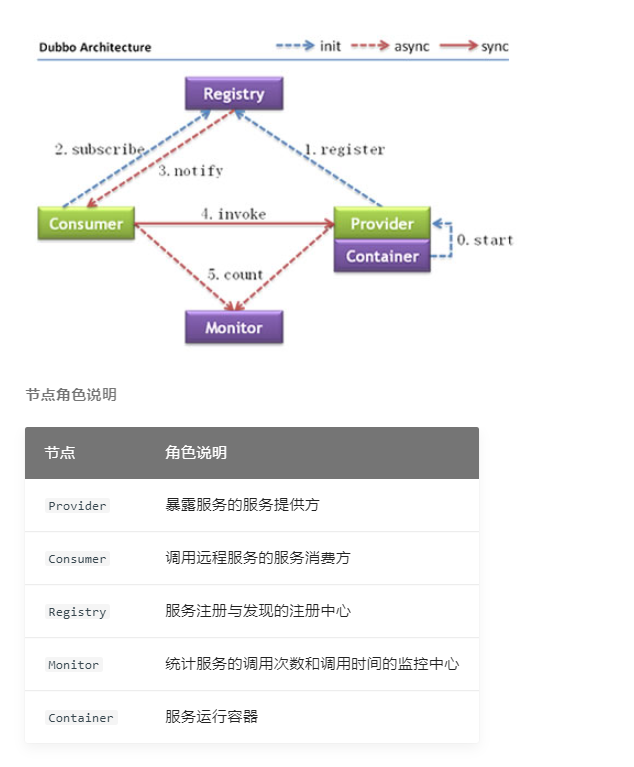 Dubbo Architecture
init
async
sync
Registry
2. subscribe
1. register
3. notify
Consumer
4. invoke
Provider
Container
0. start
5. count
Monitor
节点角色说明
节点 角色说明
Provider 暴露服务的服务提供方
Consumer 调用远程服务的服务消费方
Registry 服务注册与发现的注册中心
Monitor 统计服务的调用次数和调用时间的监控中心
Container 服务运行容器